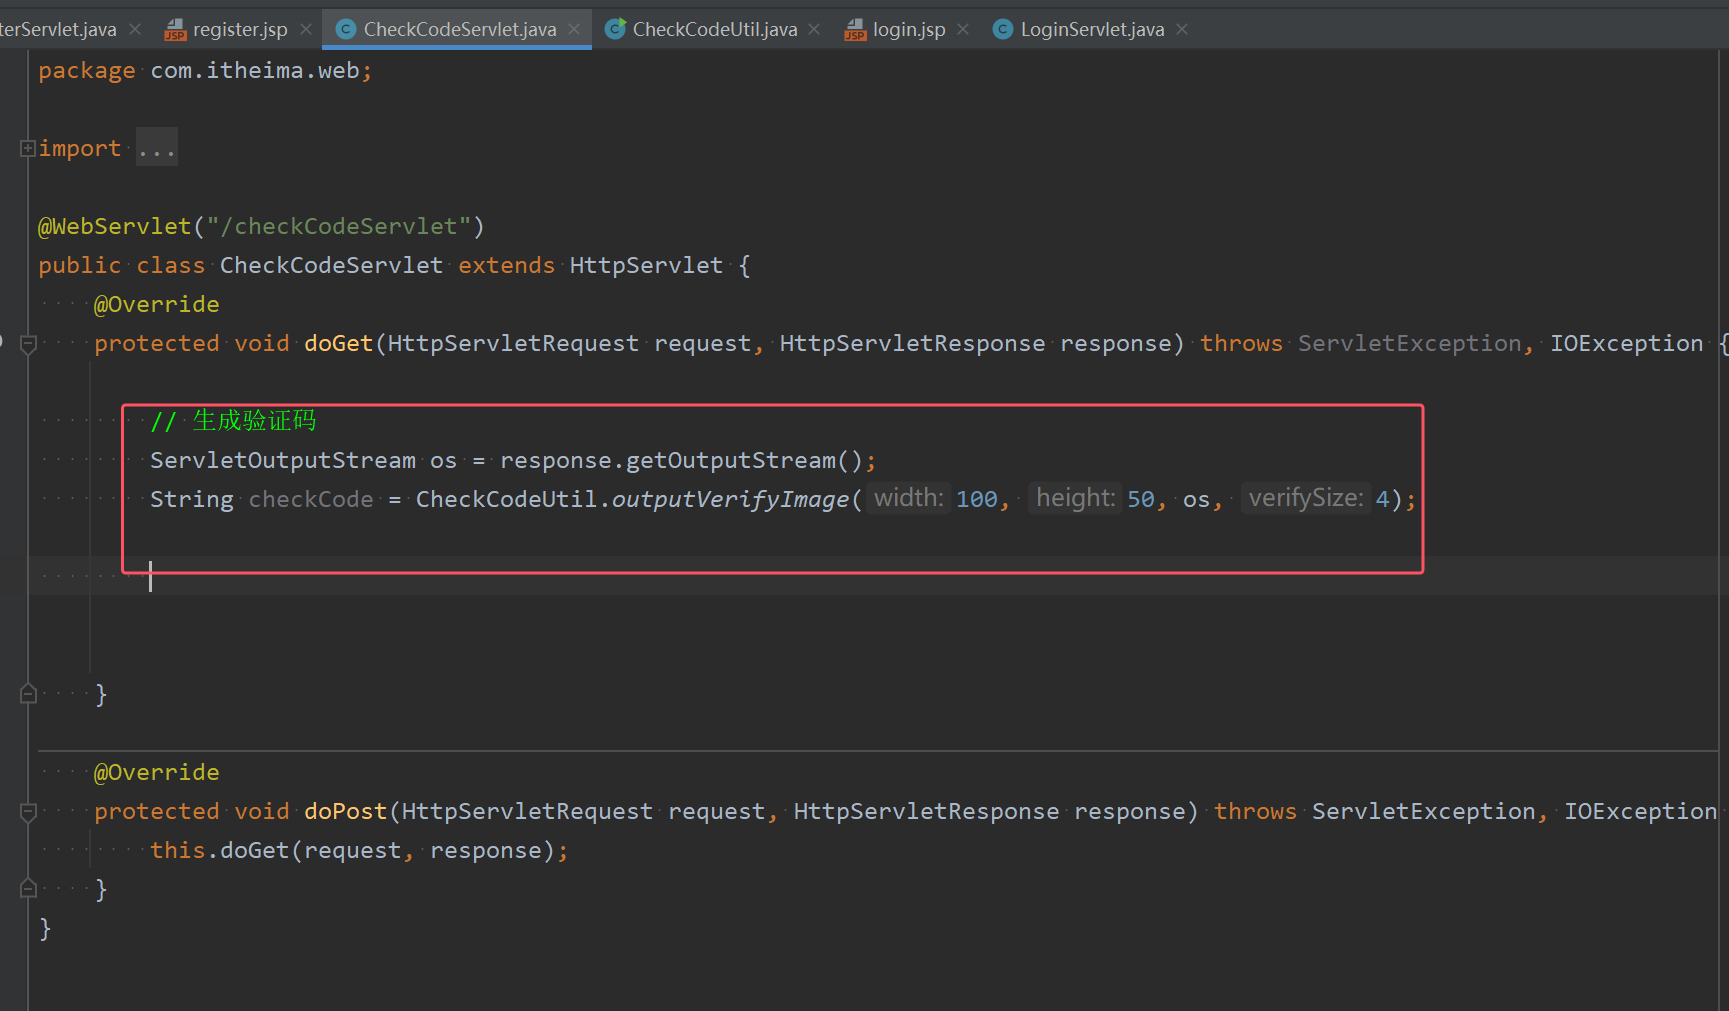 terServlet.java register.jsp CheckCodeServlet.java CheckCodeUtil.java login.jsp LoginServlet.java
package com.itheima.web;
import ...
@WebServlet("/checkCodeServlet")
public class CheckCodeServlet extends HttpServlet {
@Override
protected void doGet(HttpServletRequest request, HttpServletResponse response) throws ServletException, IOException {
// 生成验证码
ServletOutputStream os = response.getOutputStream();
String checkCode = CheckCodeUtil.outputVerifyImage( width: 100, height: 50, os, verifySize: 4);
}
@Override
protected void doPost(HttpServletRequest request, HttpServletResponse response) throws ServletException, IOException
this.doGet(request, response);
}
}